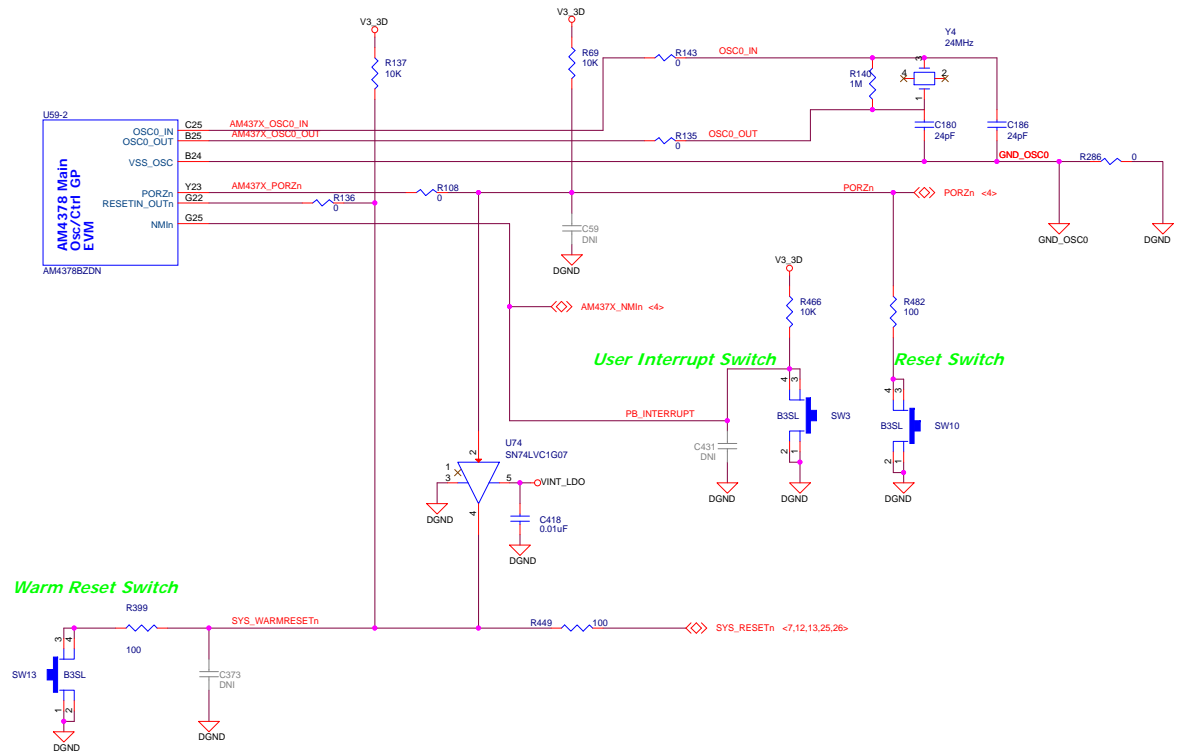 V3_3D
V3_3D
Y4
24MHz
R137
10K
R69
10K
R143
0
OSC0_IN
R140
1M
3
4
2
1
U59-2
OSC0_IN
OSC0_OUT
VSS_OSC
PORZn
RESETIN_OUTn
NMIn
AM4378 Main
Osc/Ctrl GP
EVM
AM4378BZDN
C25
B25
B24
Y23
G22
G25
AM437X_OSC0_IN
AM437X_OSC0_OUT
R135
0
OSC0_OUT
C180
24pF
C186
24pF
GND_OSC0
R286
0
AM437X_PORZn
R108
0
R136
0
PORZn
PORZn <4>
C59
DNI
DGND
GND_OSC0
DGND
V3_3D
AM437X_NMIn <4>
R466
10K
R482
100
User Interrupt Switch
Reset Switch
4
3
B3SL
SW3
2
1
4
3
B3SL
SW10
2
1
PB_INTERRUPT
C431
DNI
DGND
DGND
DGND
U74
SN74LVC1G07
2
1
3
5
4
VINT_LDO
DGND
C418
0.01uF
DGND
Warm Reset Switch
R399
100
SYS_WARMRESETn
R449
100
SYS_RESETn <7,12,13,25,26>
3
4
SW13
B3SL
1
2
C373
DNI
DGND
DGND